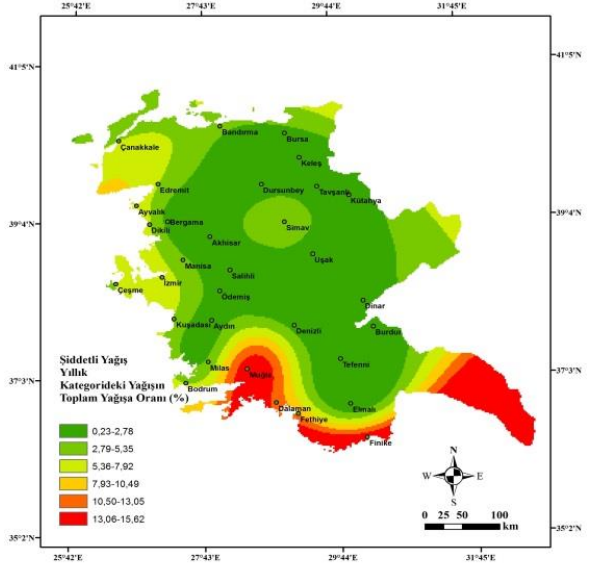 25°42'E 27°43'E 29°44'E 31°45'E
41°5'N 41°5'N
Bandırma
Bursa
Çanakkale
Keleş
Edremit Dursunbey Tavşanlı
Kütahya
Ayvalık
39°4'N 39°4'N
Dikili Bergama Simav
Akhisar
Manisa Uşak
Salihli
Çeşme İzmir
Ödemiş
Dinar
Kuşadası Aydın Denizli Burdur
Şiddetli Yağış
Yıllık
Kategorideki Yağışın
Toplam Yağışa Oranı (%)
Milas Muğla Tefenni
37°3'N 37°3'N
Bodrum
Dalaman Elmalı
Fethiye
Finike
0,23-2,78
2,79-5,35
5,36-7,92
7,93-10,49
10,50-13,05
13,06-15,62
N
W E
S
0 25 50 100
km
35°2'N 35°2'N
25°42'E 27°43'E 29°44'E 31°45'E